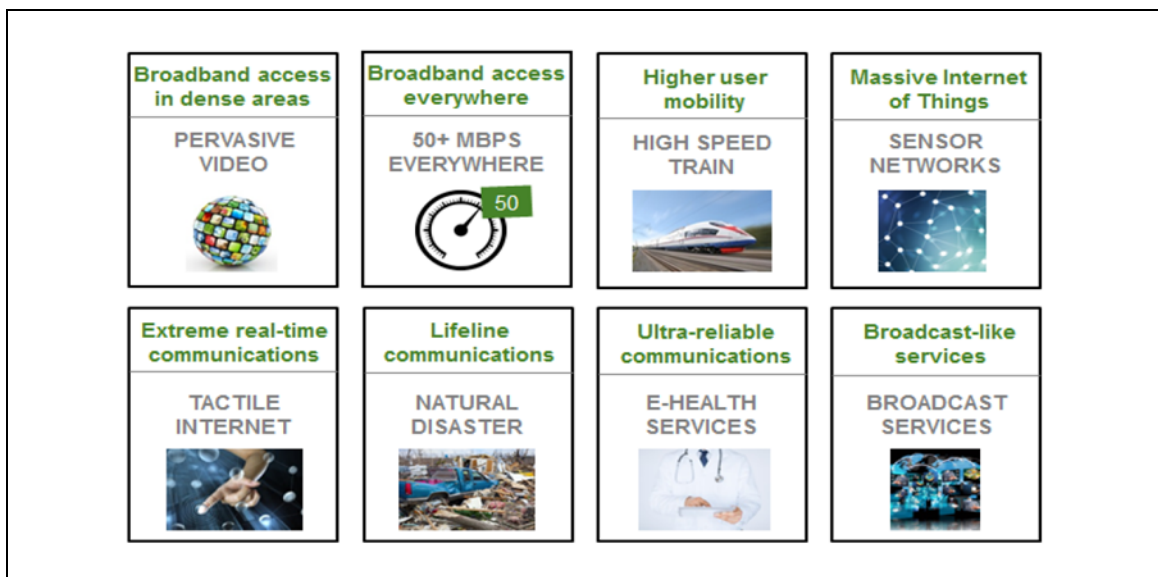 Broadband access
in dense areas
PERVASIVE
VIDEO
Broadband access
everywhere
50+ MBPS
EVERYWHERE
50
Higher user
mobility
HIGH SPEED
TRAIN
Massive Internet
of Things
SENSOR
NETWORKS
Extreme real-time
communications
TACTILE
INTERNET
Lifeline
communications
NATURAL
DISASTER
Ultra-reliable
communications
E-HEALTH
SERVICES
Broadcast-like
services
BROADCAST
SERVICES